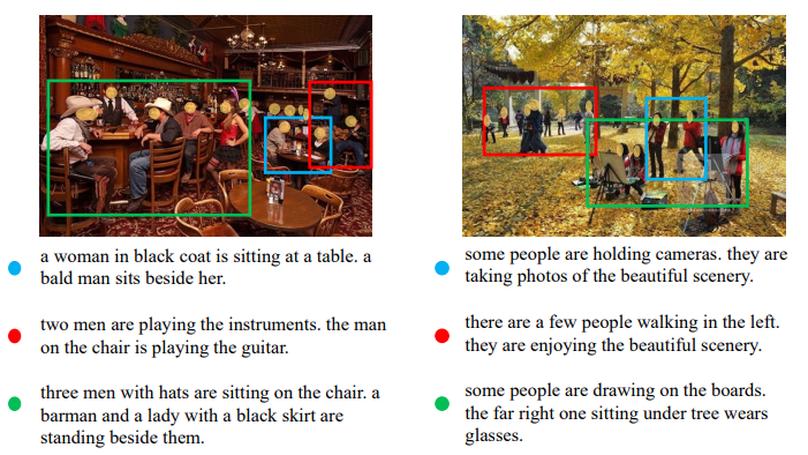 a woman in black coat is sitting at a table. a
bald man sits beside her.
two men are playing the instruments. the man
on the chair is playing the guitar.
three men with hats are sitting on the chair. a
barman and a lady with a black skirt are
standing beside them.
some people are holding cameras. they are
taking photos of the beautiful scenery.
there are a few people walking in the left.
they are enjoying the beautiful scenery.
some people are drawing on the boards.
the far right one sitting under tree wears
glasses.